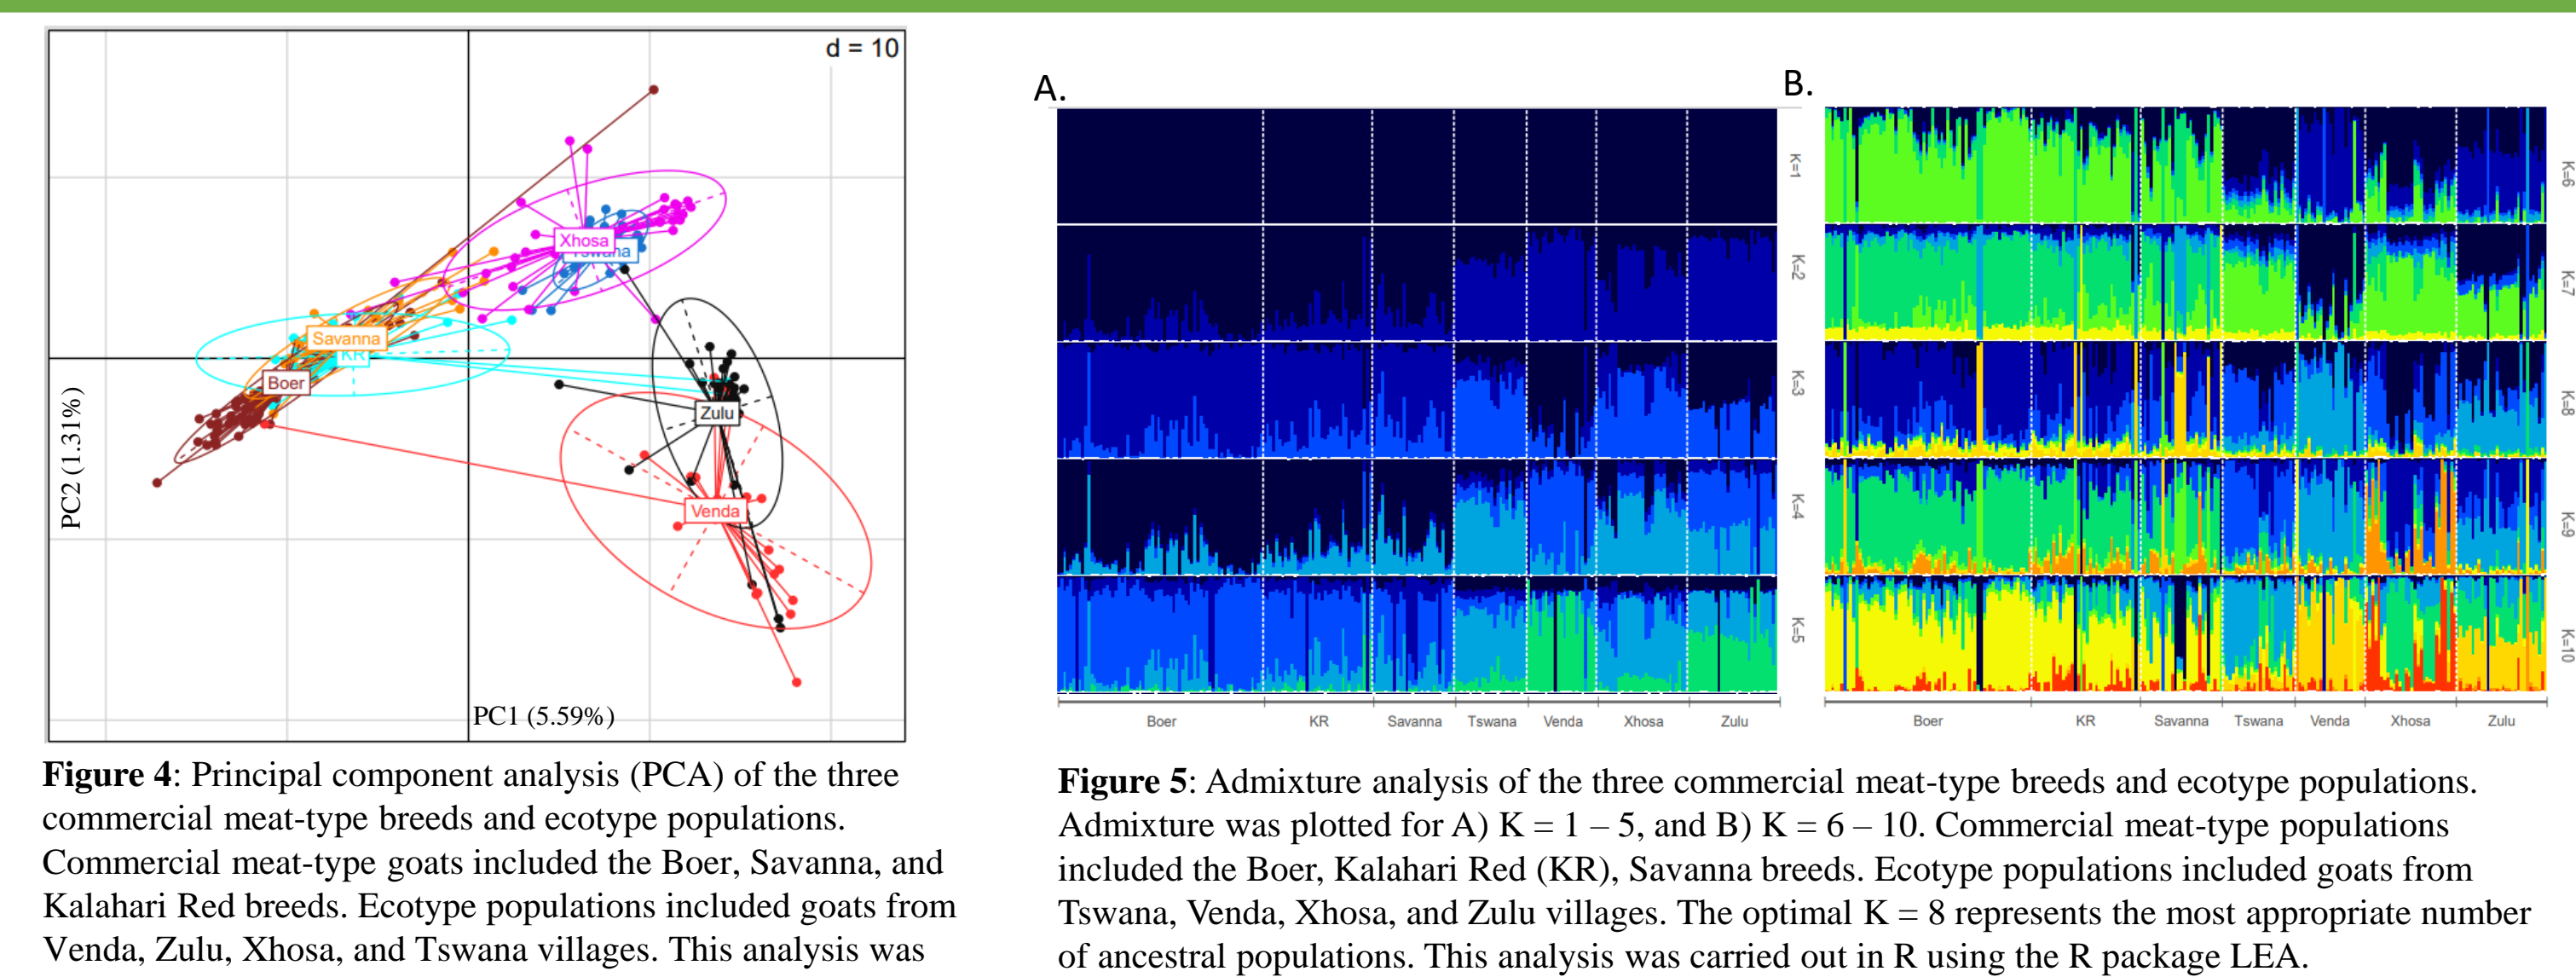 d = 10
Xhosa
Tswana
Savanna
KR
Boer
Zulu
Venda
PC2 (1.31%)
PC1 (5.59%)
Figure 4: Principal component analysis (PCA) of the three
commercial meat-type breeds and ecotype populations.
Commercial meat-type goats included the Boer, Savanna, and
Kalahari Red breeds. Ecotype populations included goats from
Venda, Zulu, Xhosa, and Tswana villages. This analysis was
A.
K=1
K=2
K=3
K=4
K=5
Boer KR Savanna Tswana Venda Xhosa Zulu
B.
K=6
K=7
K=8
K=9
K=10
Boer KR Savanna Tswana Venda Xhosa Zulu
Figure 5: Admixture analysis of the three commercial meat-type breeds and ecotype populations.
Admixture was plotted for A) K = 1 – 5, and B) K = 6 – 10. Commercial meat-type populations
included the Boer, Kalahari Red (KR), Savanna breeds. Ecotype populations included goats from
Tswana, Venda, Xhosa, and Zulu villages. The optimal K = 8 represents the most appropriate number
of ancestral populations. This analysis was carried out in R using the R package LEA.